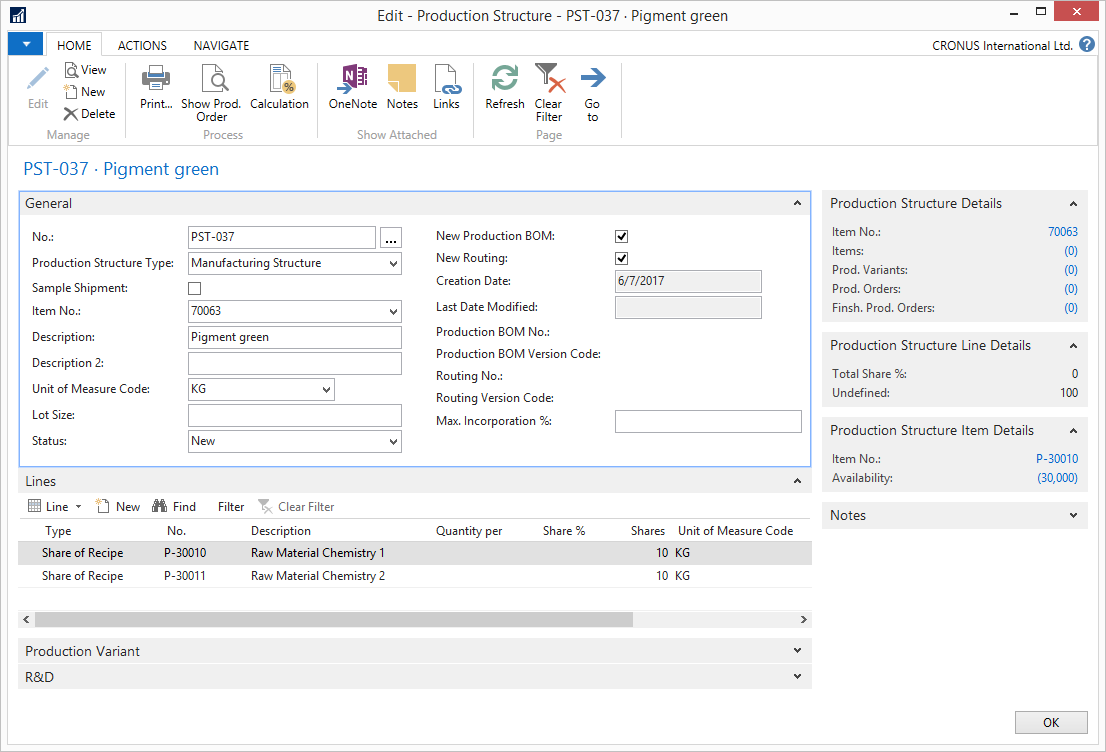 Edit - Production Structure - PST-037 · Pigment green
HOME ACTIONS NAVIGATE CRONUS International Ltd. ?
Edit
View
New
Delete
Manage
Print...
Show Prod. Order
Calculation
Process
OneNote
Notes
Links
Show Attached
Refresh
Clear Filter
Go to
Page
PST-037 · Pigment green
General
No.: PST-037 ...
Production Structure Type: Manufacturing Structure
Sample Shipment:
Item No.: 70063
Description: Pigment green
Description 2:
Unit of Measure Code: KG
Lot Size:
Status: New
New Production BOM:
New Routing:
Creation Date: 6/7/2017
Last Date Modified:
Production BOM No.:
Production BOM Version Code:
Routing No.:
Routing Version Code:
Max. Incorporation %:
Lines
Line New Find Filter Clear Filter
Type No. Description Quantity per Share % Shares Unit of Measure Code
Share of Recipe P-30010 Raw Material Chemistry 1 10 KG
Share of Recipe P-30011 Raw Material Chemistry 2 10 KG
Production Variant
R&D
Production Structure Details
Item No.: 70063
Items: (0)
Prod. Variants: (0)
Prod. Orders: (0)
Finsh. Prod. Orders: (0)
Production Structure Line Details
Total Share %: 0
Undefined: 100
Production Structure Item Details
Item No.: P-30010
Availability: (30,000)
Notes
OK